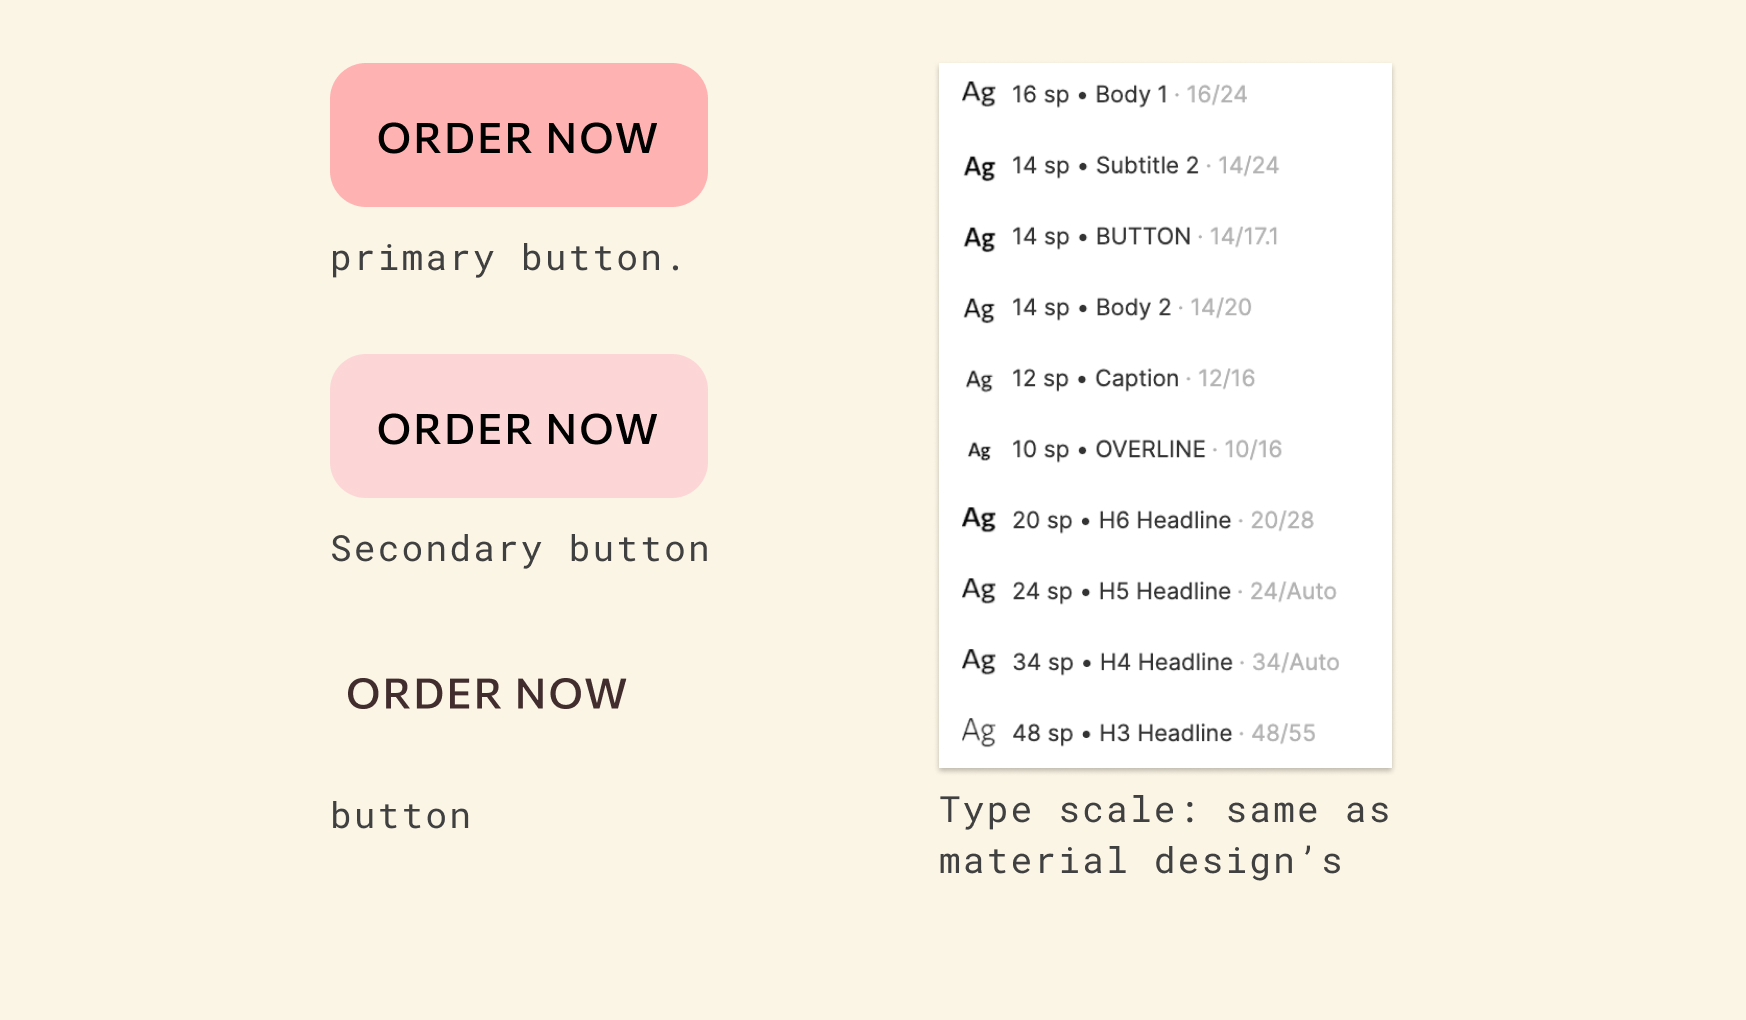 ORDER NOW
primary button.
ORDER NOW
Secondary button
ORDER NOW
button
Ag 16 sp • Body 1 · 16/24
Ag 14 sp • Subtitle 2 · 14/24
Ag 14 sp • BUTTON · 14/17.1
Ag 14 sp • Body 2 · 14/20
Ag 12 sp • Caption · 12/16
Ag 10 sp • OVERLINE · 10/16
Ag 20 sp • H6 Headline · 20/28
Ag 24 sp • H5 Headline · 24/Auto
Ag 34 sp • H4 Headline · 34/Auto
Ag 48 sp • H3 Headline · 48/55
Type scale: same as
material design’s